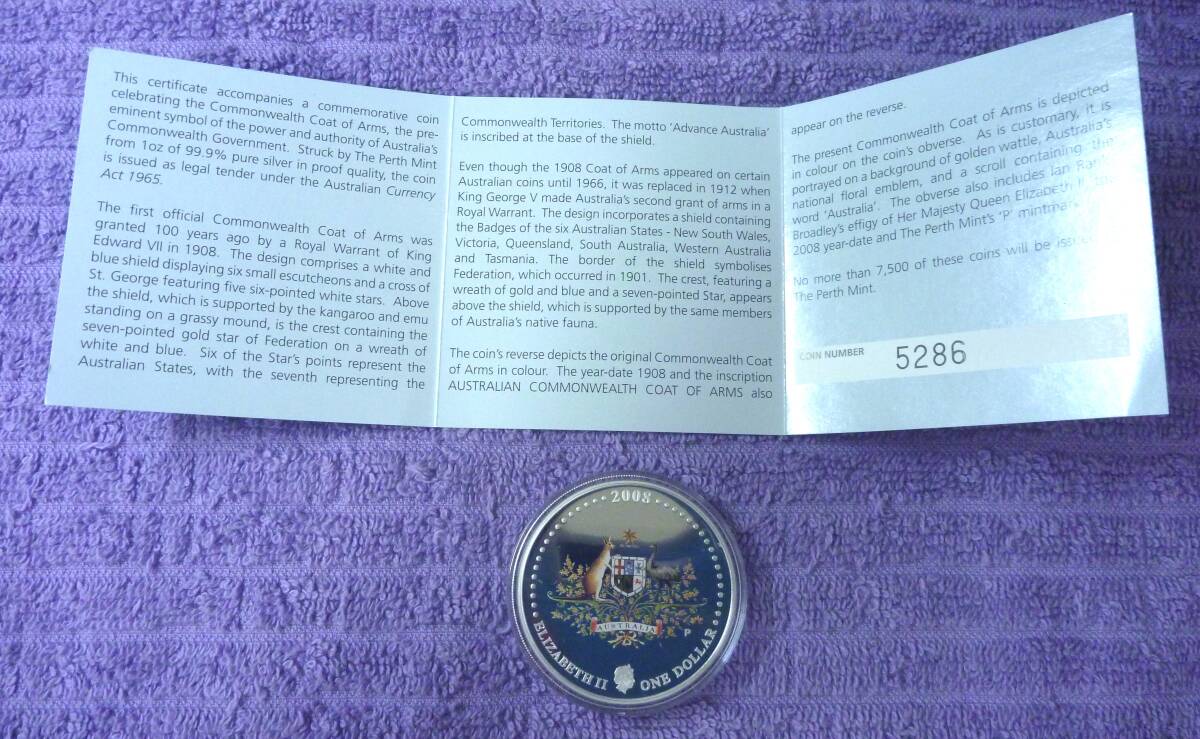 This certificate accompanies a commemorative coin
celebrating the Commonwealth Coat of Arms, the pre-
eminent symbol of the power and authority of Australia's
Commonwealth Government. Struck by The Perth Mint
from 1oz of 99.9% pure silver in proof quality, the coin
is issued as legal tender under the Australian Currency
Act 1965.
The first official Commonwealth Coat of Arms was
granted 100 years ago by a Royal Warrant of King
Edward VII in 1908. The design comprises a white and
blue shield displaying six small escutcheons and a cross of
St. George featuring five six-pointed white stars. Above
the shield, which is supported by the kangaroo and emu
standing on a grassy mound, is the crest containing the
seven-pointed gold star of Federation on a wreath of
white and blue. Six of the Star's points represent the
Australian States, with the seventh representing the
Commonwealth Territories. The motto 'Advance Australia'
is inscribed at the base of the shield.
Even though the 1908 Coat of Arms appeared on certain
Australian coins until 1966, it was replaced in 1912 when
King George V made Australia's second grant of arms in a
Royal Warrant. The design incorporates a shield containing
the Badges of the six Australian States - New South Wales,
Victoria, Queensland, South Australia, Western Australia
and Tasmania. The border of the shield symbolises
Federation, which occurred in 1901. The crest, featuring a
wreath of gold and blue and a seven-pointed Star, appears
above the shield, which is supported by the same members
of Australia's native fauna.
The coin's reverse depicts the original Commonwealth Coat
of Arms in colour. The year-date 1908 and the inscription
AUSTRALIAN COMMONWEALTH COAT OF ARMS also
appear on the reverse.
The present Commonwealth Coat of Arms is depicted
in colour on the coin's obverse. As is customary, it is
portrayed on a background of golden wattle, Australia's
national floral emblem, and a scroll containing the
word 'Australia'. The obverse also includes Ian Rank-
Broadley's effigy of Her Majesty Queen Elizabeth II, the
2008 year-date and The Perth Mint's 'P' mintmark.
No more than 7,500 of these coins will be issued
The Perth Mint.
COIN NUMBER 5286
2008
AUSTRALIA
P
ELIZABETH II ONE DOLLAR